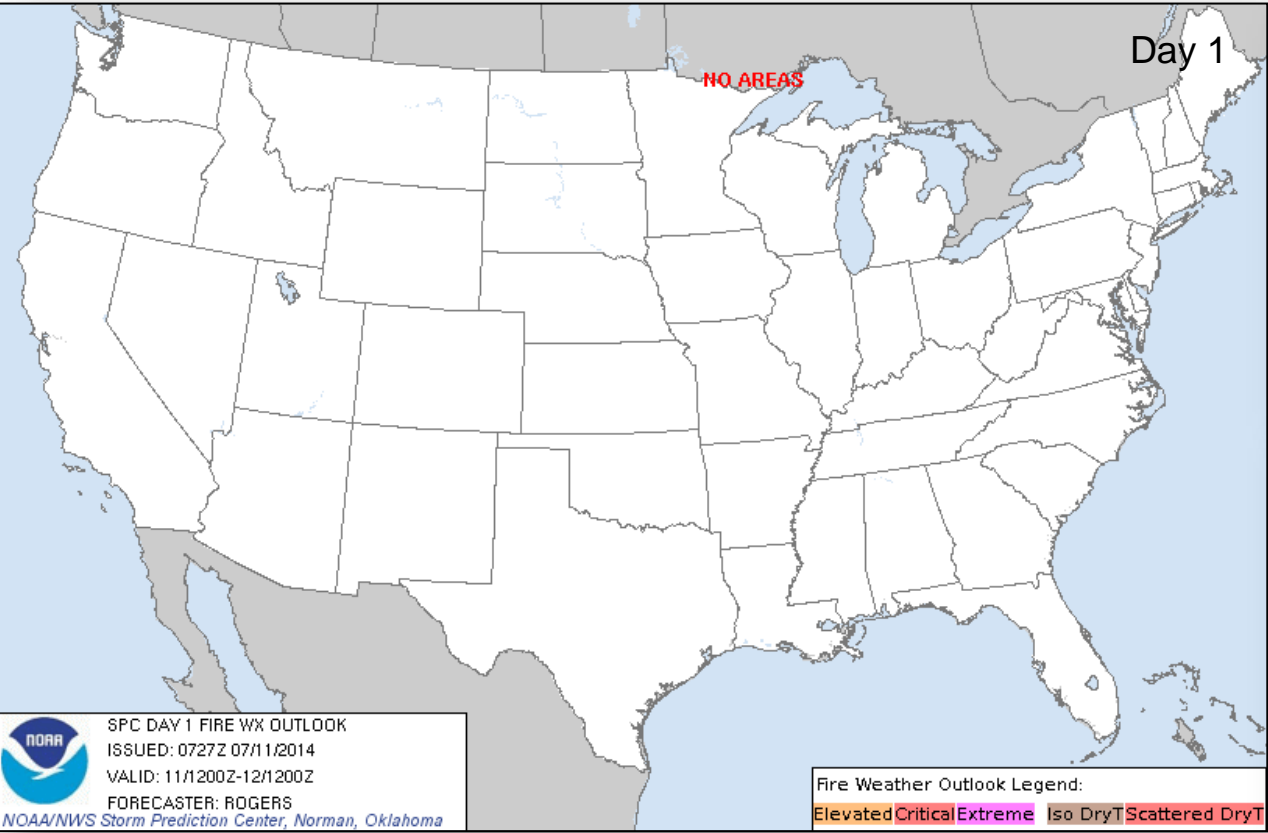 Day 1
NO AREAS
NOAA
SPC DAY 1 FIRE WX OUTLOOK
ISSUED: 0727Z 07/11/2014
VALID: 11/1200Z-12/1200Z
FORECASTER: ROGERS
NOAA/NWS Storm Prediction Center, Norman, Oklahoma
Fire Weather Outlook Legend:
Elevated Critical Extreme Iso DryT Scattered DryT